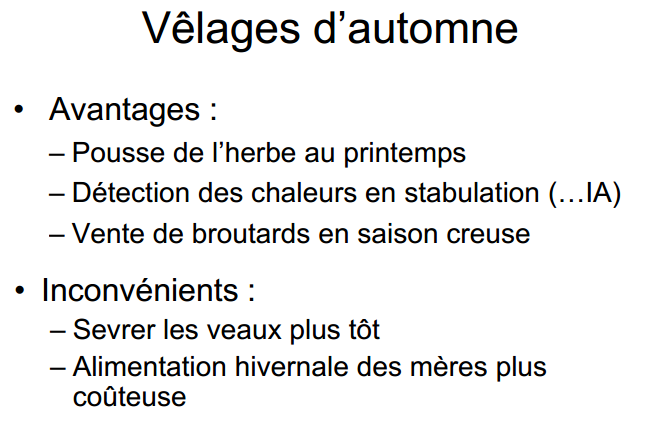 Vêlages d’automne
• Avantages :
– Pousse de l’herbe au printemps
– Détection des chaleurs en stabulation (…IA)
– Vente de broutards en saison creuse
• Inconvénients :
– Sevrer les veaux plus tôt
– Alimentation hivernale des mères plus
coûteuse